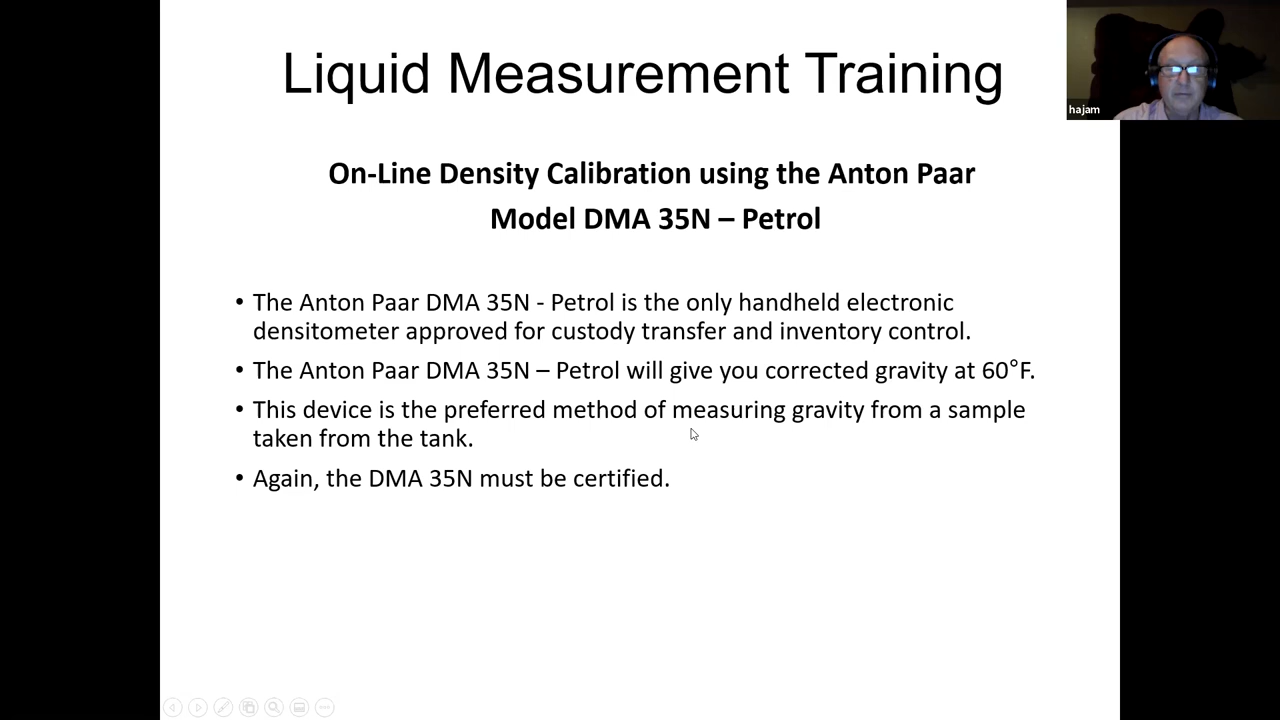 Liquid Measurement Training
hajam
On-Line Density Calibration using the Anton Paar
Model DMA 35N – Petrol
• The Anton Paar DMA 35N - Petrol is the only handheld electronic
densitometer approved for custody transfer and inventory control.
• The Anton Paar DMA 35N – Petrol will give you corrected gravity at 60°F.
• This device is the preferred method of measuring gravity from a sample
taken from the tank.
• Again, the DMA 35N must be certified.